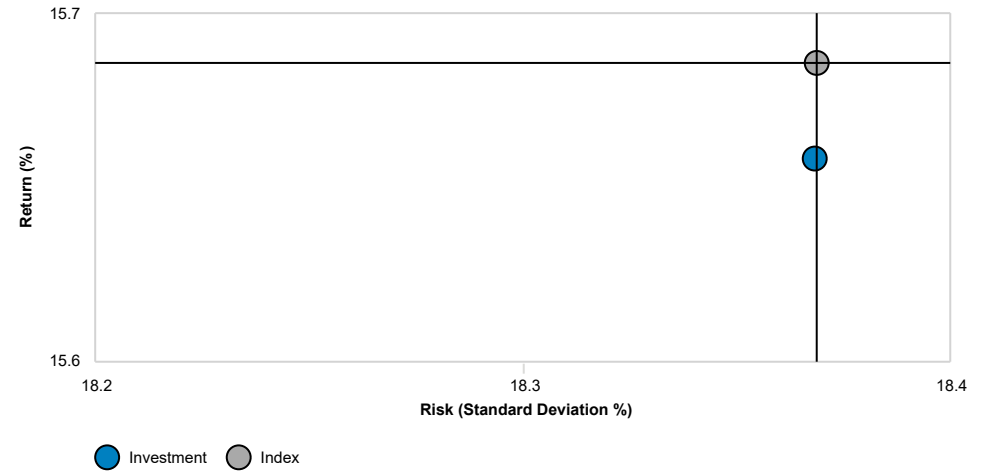 15.7
Return (%)
15.6
18.2 18.3 18.4
Risk (Standard Deviation %)
Investment Index